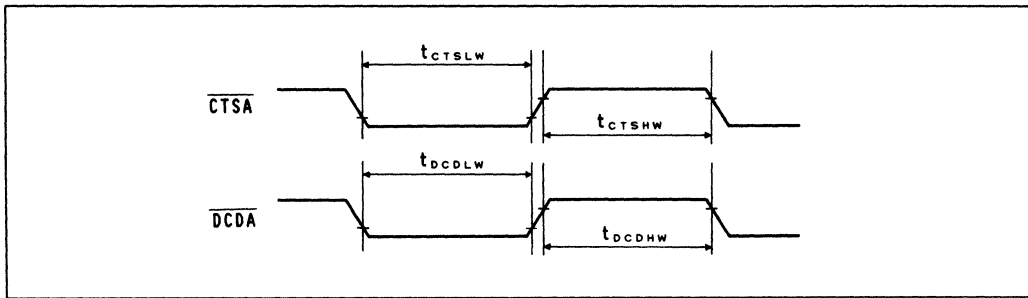 tCTSLW
CTSA
tCTSHW
tDCDLW
DCDA
tDCDHW